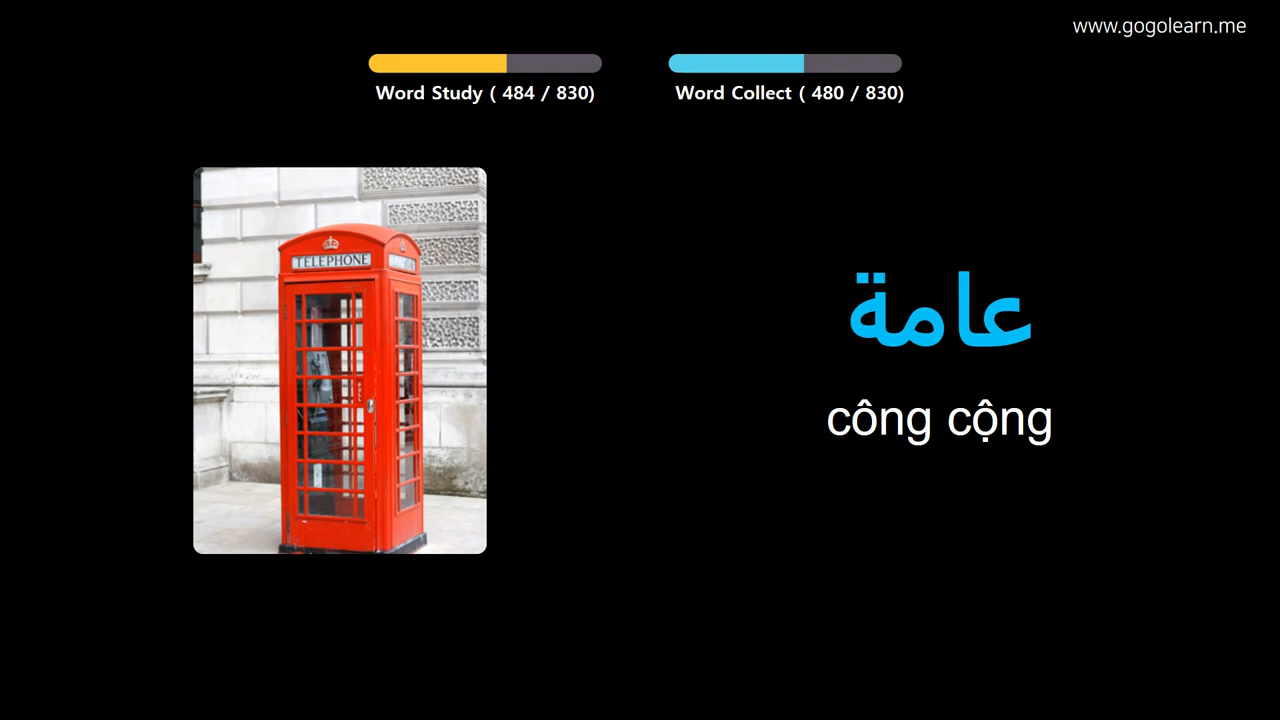 www.gogolearn.me
Word Study ( 484 / 830)
Word Collect ( 480 / 830)
TELEPHONE
عامة
công cộng